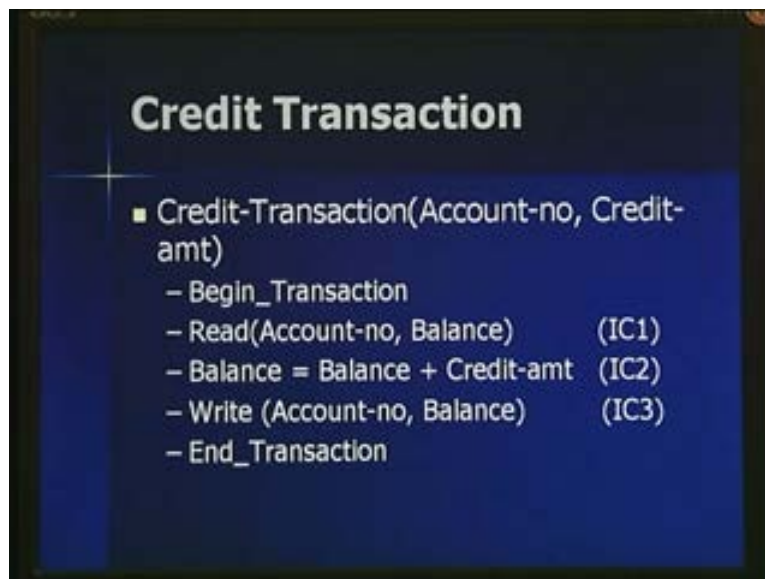 Credit Transaction
Credit-Transaction(Account-no, Credit-
amt)
– Begin_Transaction
– Read(Account-no, Balance) (IC1)
– Balance = Balance + Credit-amt (IC2)
– Write (Account-no, Balance) (IC3)
– End_Transaction